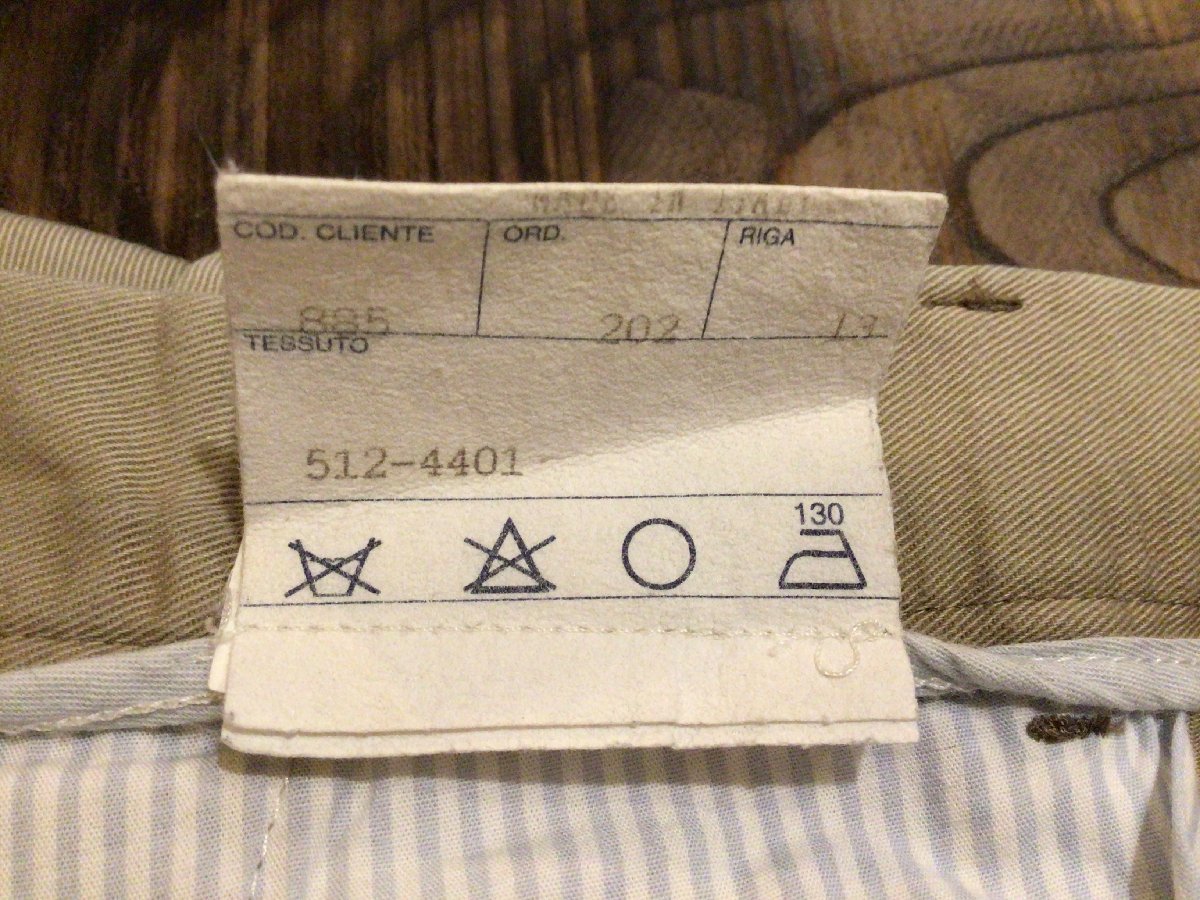 MADE IN ITALY
COD. CLIENTE ORD. RIGA
885 202
TESSUTO
512-4401
130